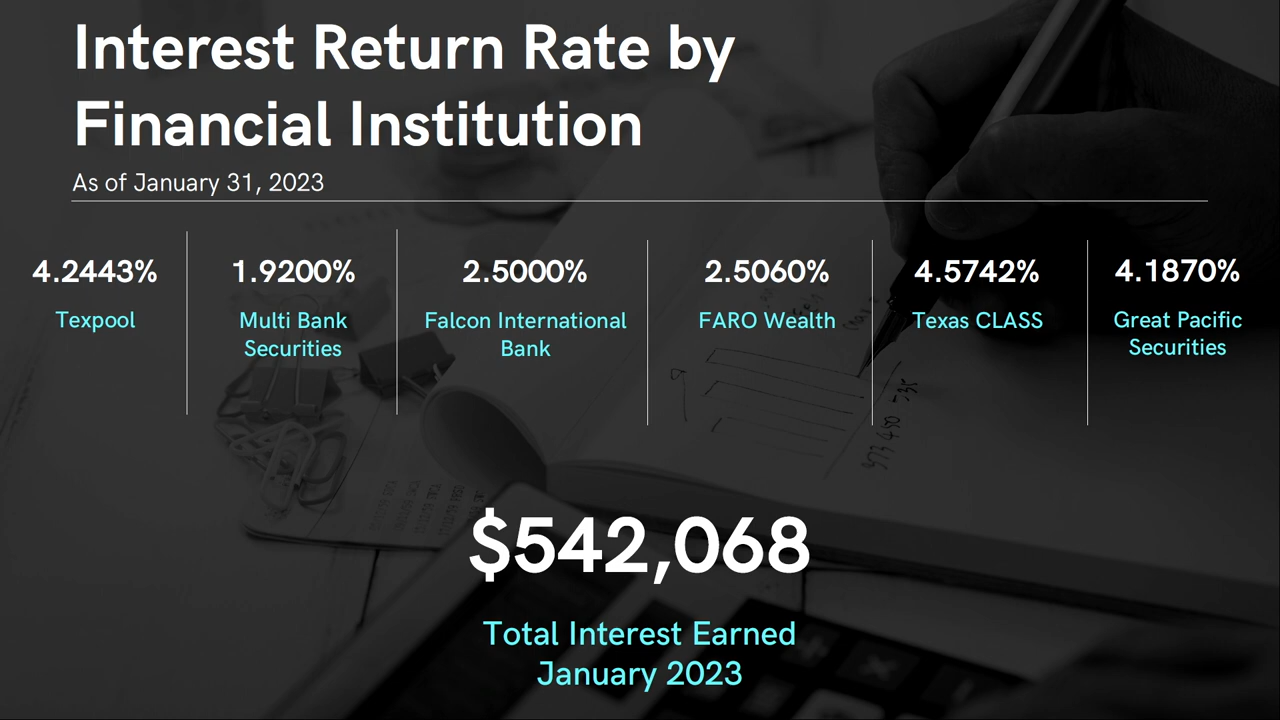 Interest Return Rate by
Financial Institution
As of January 31, 2023
4.2443%
Texpool
1.9200%
Multi Bank
Securities
2.5000%
Falcon International
Bank
2.5060%
FARO Wealth
4.5742%
Texas CLASS
4.1870%
Great Pacific
Securities
$542,068
Total Interest Earned
January 2023